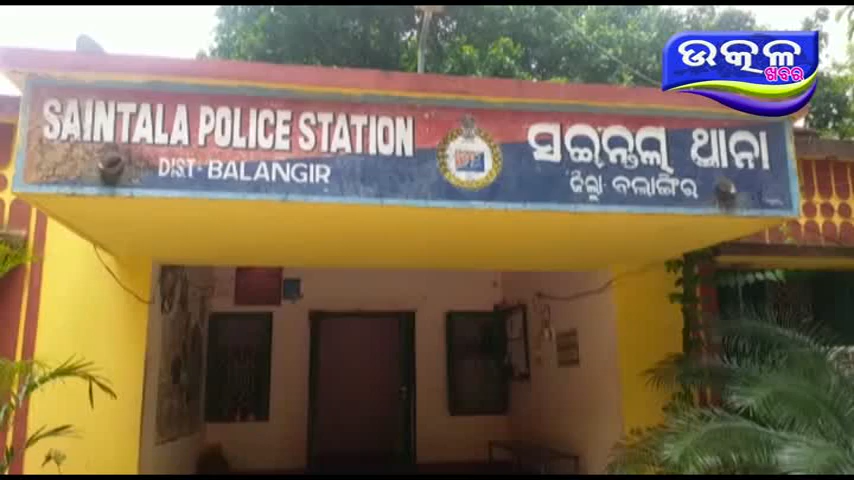 ଉତ୍କଳ
ଖବର
SAINTALA POLICE STATION
DIST- BALANGIR
ସଇନ୍ତଲା ଥାନା
ଜିଲ୍ଲା- ବଲାଙ୍ଗିର